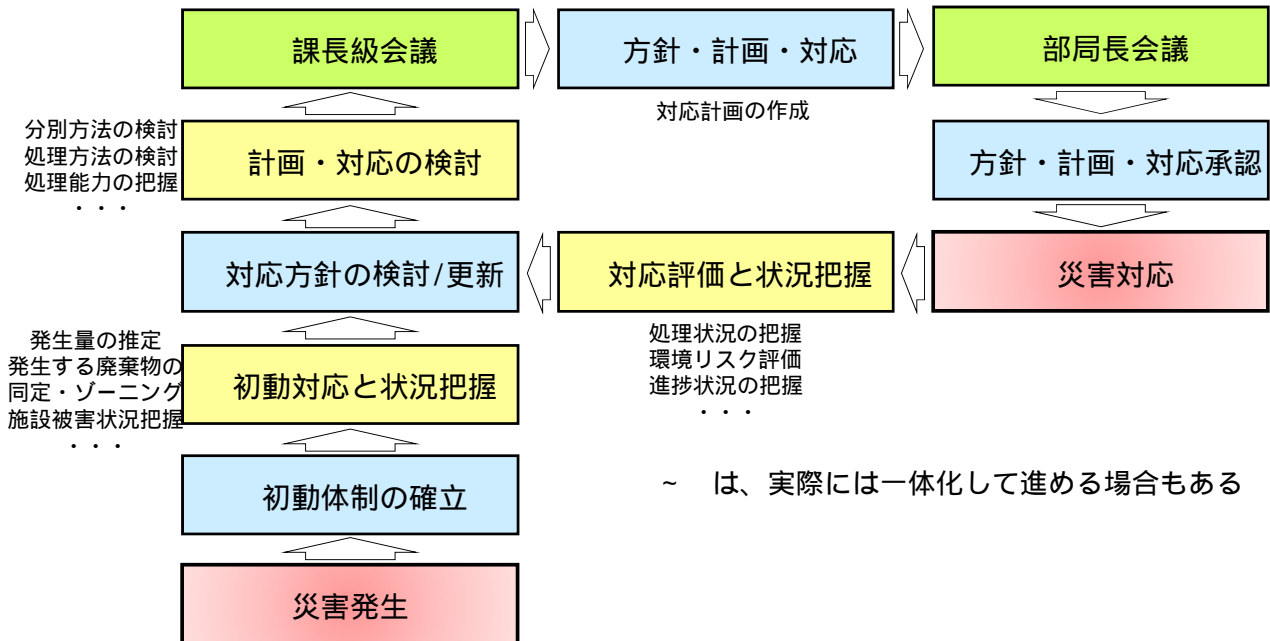 課長級会議
方針・計画・対応
部局長会議
対応計画の作成
分別方法の検討
処理方法の検討
処理能力の把握
・・・
計画・対応の検討
方針・計画・対応承認
対応方針の検討/更新
対応評価と状況把握
災害対応
処理状況の把握
環境リスク評価
進捗状況の把握
・・・
発生量の推定
発生する廃棄物の
同定・ゾーニング
施設被害状況把握
・・・
初動対応と状況把握
初動体制の確立
~ は、実際には一体化して進める場合もある
災害発生